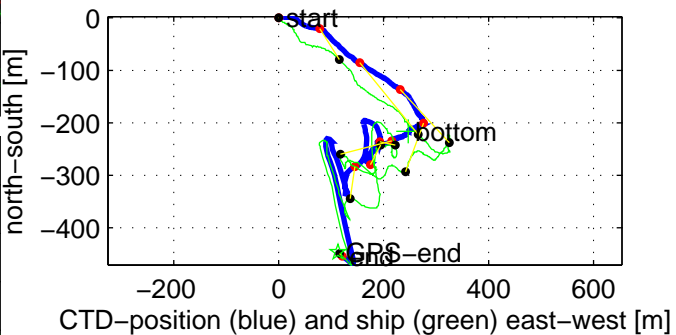 0
−100
−200
−300
−400
north−south [m]
start
bottom
GPS−end
end
−200
0
200
400
600
CTD−position (blue) and ship (green) east−west [m]